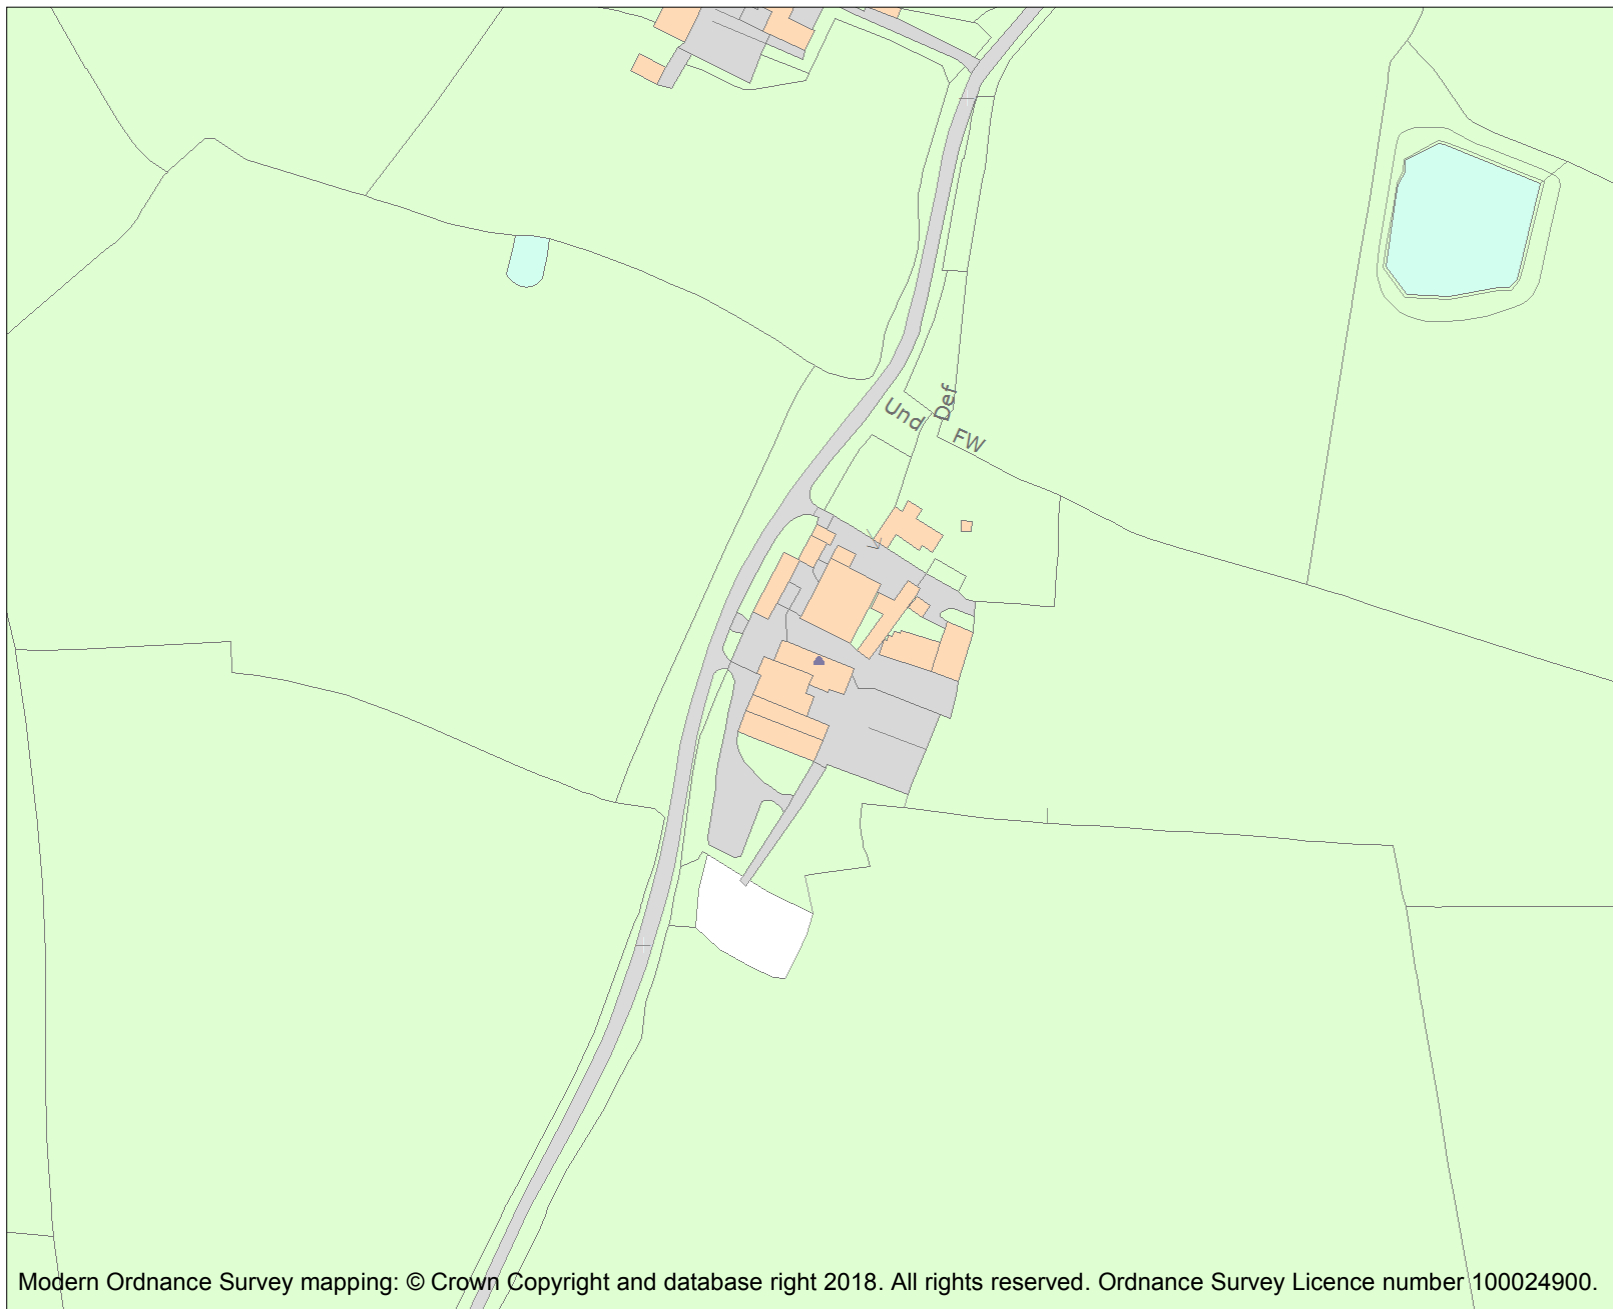 Und
Def
FW
Modern Ordnance Survey mapping: © Crown Copyright and database right 2018. All rights reserved. Ordnance Survey Licence number 100024900.